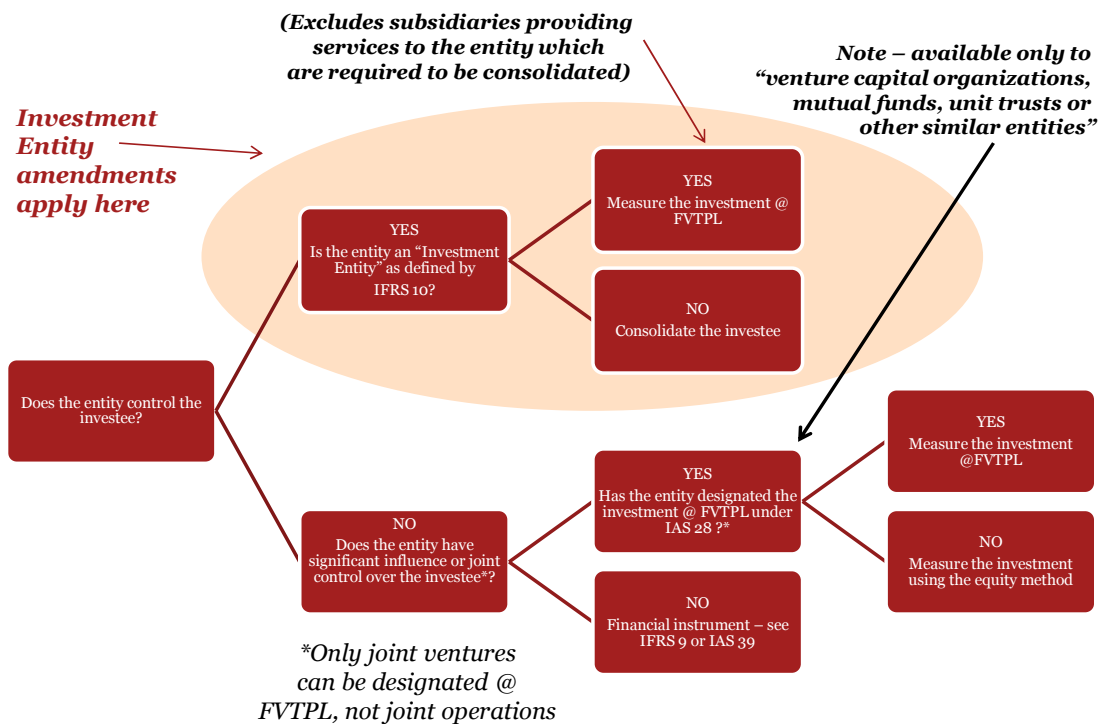 (Excludes subsidiaries providing
services to the entity which
are required to be consolidated)
Note – available only to
“venture capital organizations,
mutual funds, unit trusts or
other similar entities”
Investment
Entity
amendments
apply here
YES
Measure the investment @
FVTPL
YES
Is the entity an “Investment
Entity” as defined by
IFRS 10?
NO
Consolidate the investee
Does the entity control the
investee?
YES
Measure the investment
@FVTPL
YES
Has the entity designated the
investment @ FVTPL under
IAS 28 ?*
NO
Does the entity have
significant influence or joint
control over the investee*?
NO
Measure the investment
using the equity method
NO
Financial instrument – see
IFRS 9 or IAS 39
*Only joint ventures
can be designated @
FVTPL, not joint operations